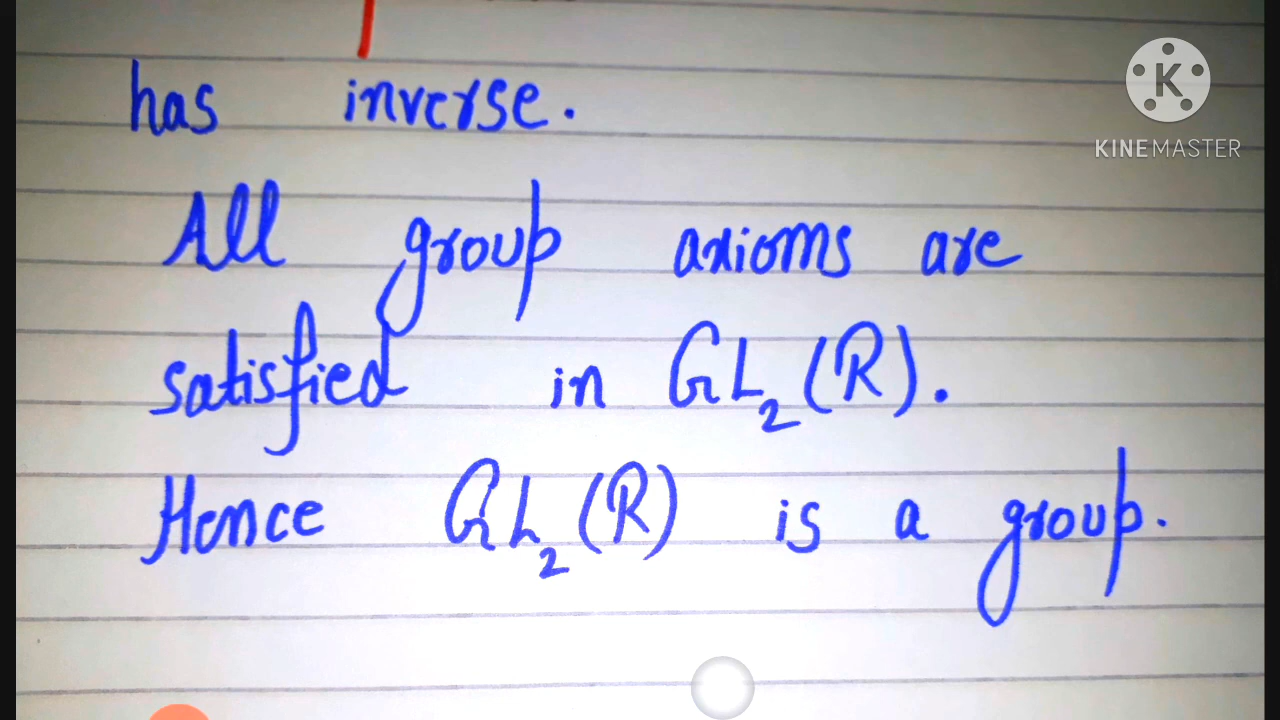 has inverse.
KINEMASTER
All group axioms are
satisfied in GL₂(R).
Hence GL₂(R) is a group.